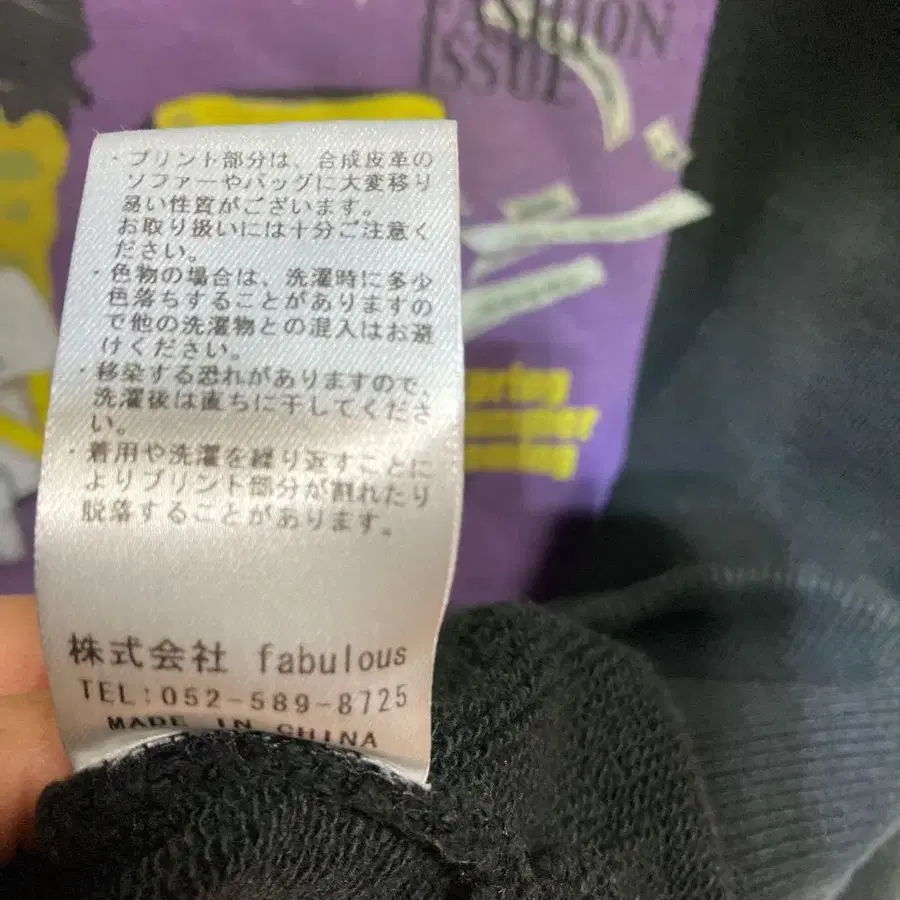 FASHION
ISSUE
・プリント部分は、合成皮革の
ソファーやバッグに大変移り
易い性質がございます。
お取り扱いには十分ご注意く
ださい。
・色物の場合は、洗濯時に多少
色落ちすることがありますの
で他の洗濯物との混入はお避
けください。
・移染する恐れがありますので、
洗濯後は直ちに干してくださ
い。
・着用や洗濯を繰り返すことに
よりプリント部分が割れたり
脱落することがあります。
株式会社 fabulous
TEL:052-589-8725
MADE IN CHINA